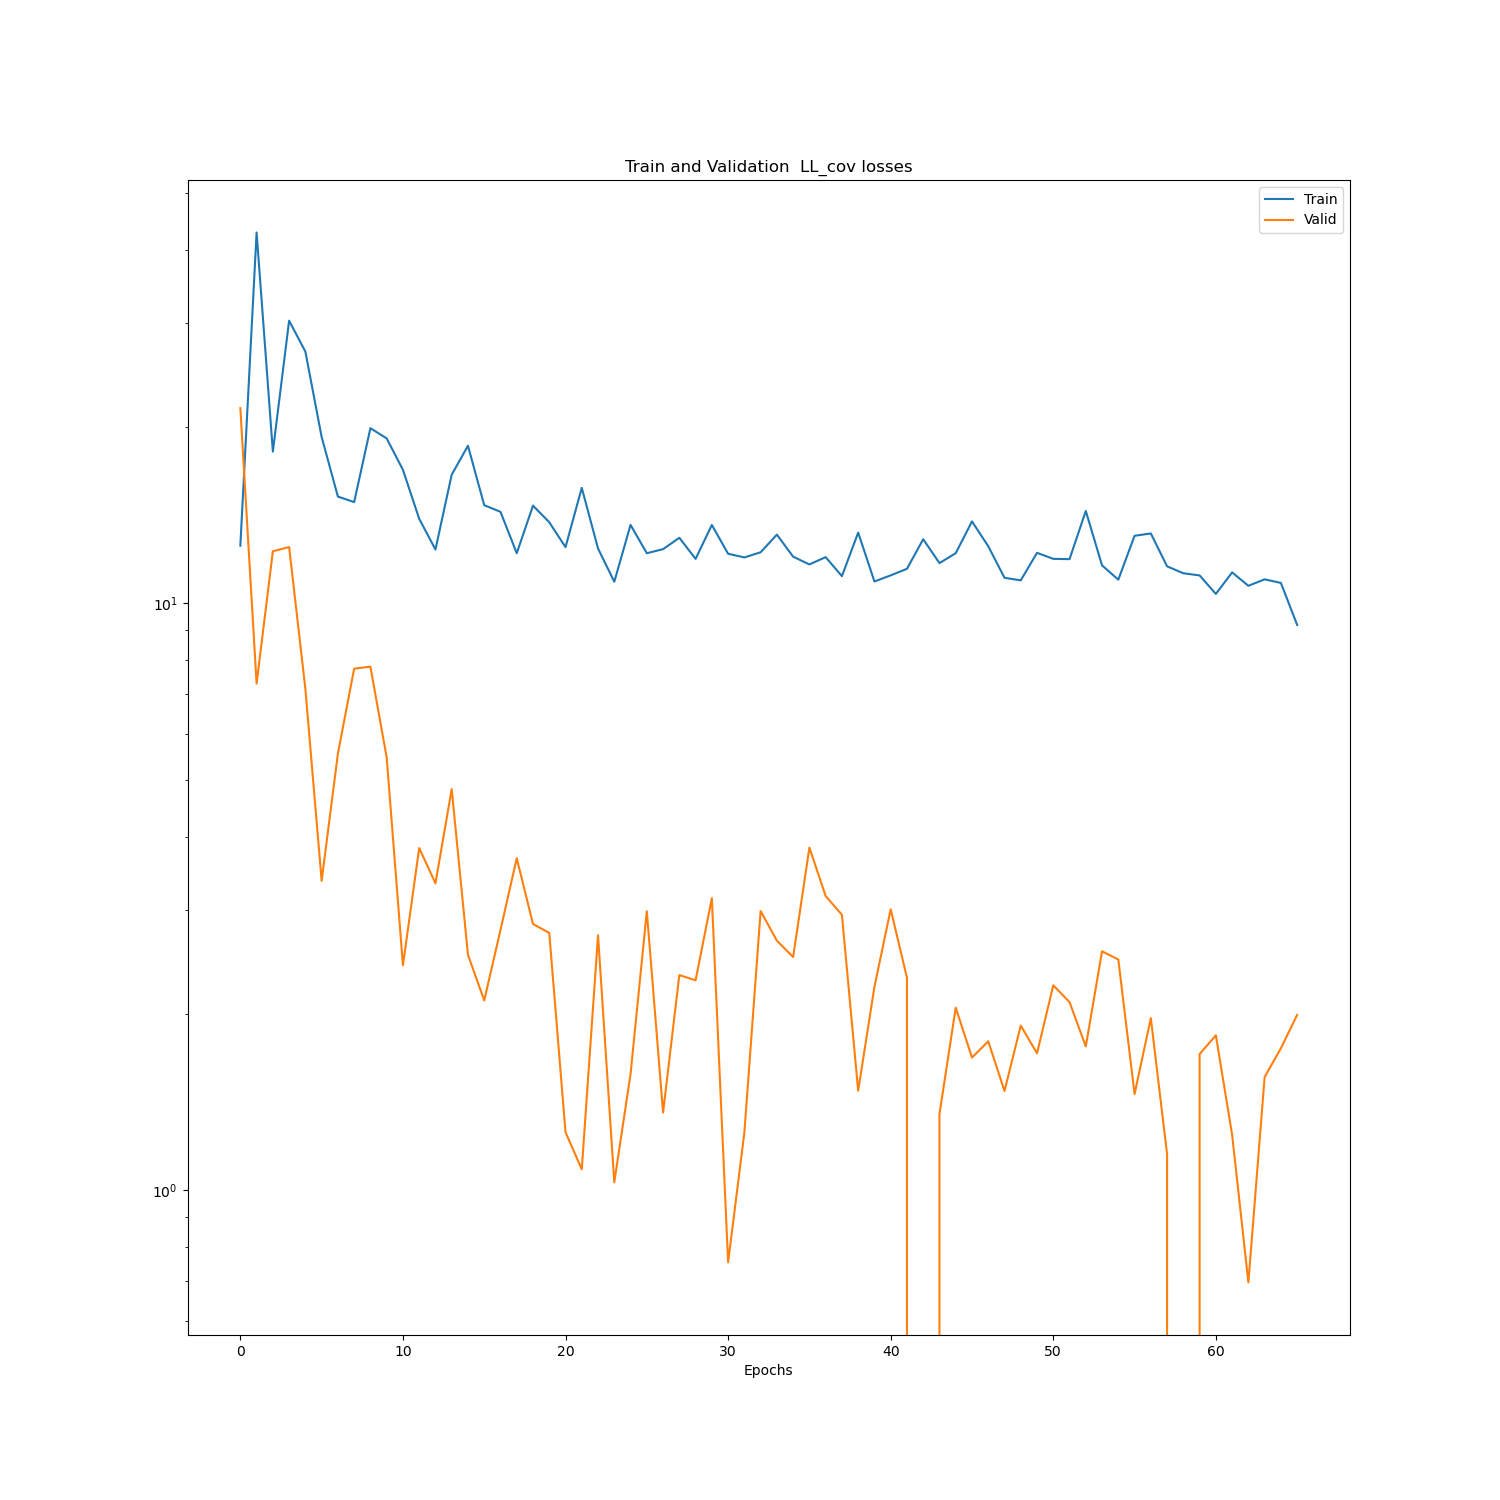 Train and Validation  LL_cov losses
Train
Valid
10¹
10⁰
0 10 20 30 40 50 60
Epochs